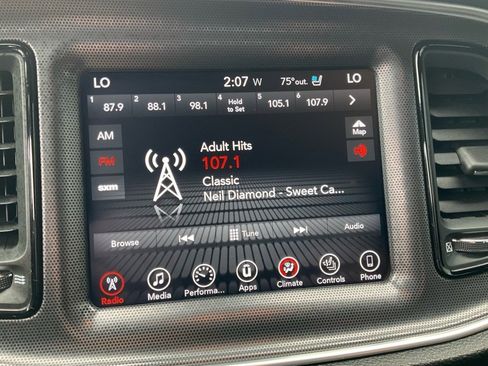 LO 2:07 W 75°out. LO
1 87.9 2 88.1 3 98.1 4 Hold to Set 5 105.1 6 107.9
AM
Map
FM
sxm
Adult Hits
107.1
Classic
Neil Diamond - Sweet Ca...
Browse Tune Audio
Radio Media Performa... Apps Climate Controls Phone